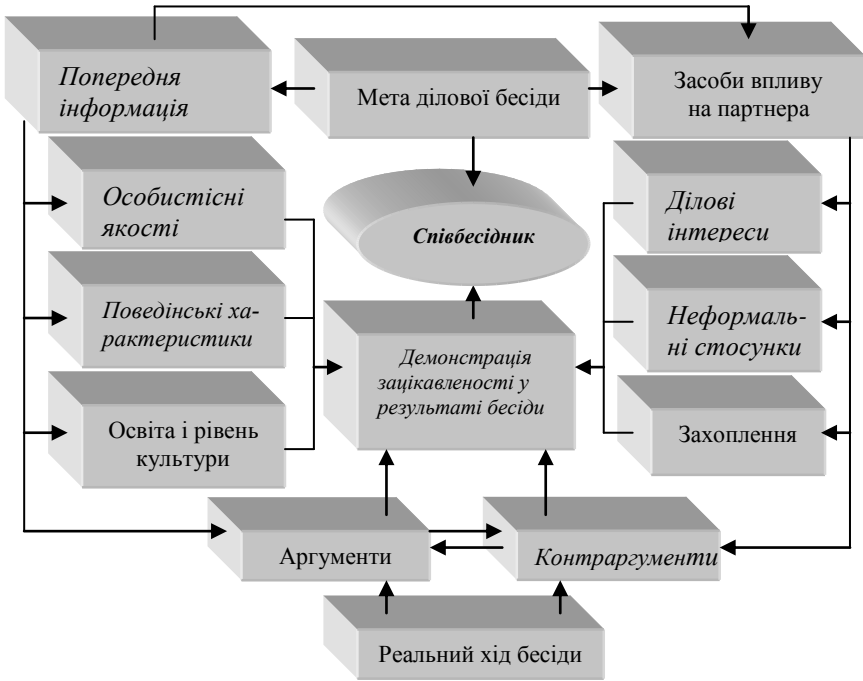 Попередня
інформація
Мета ділової бесіди
Засоби впливу
на партнера
Особистісні
якості
Співбесідник
Ділові
інтереси
Поведінські ха-
рактеристики
Демонстрація
зацікавленості у
результаті бесіди
Неформаль-
ні стосунки
Освіта і рівень
культури
Захоплення
Аргументи
Контраргументи
Реальний хід бесіди